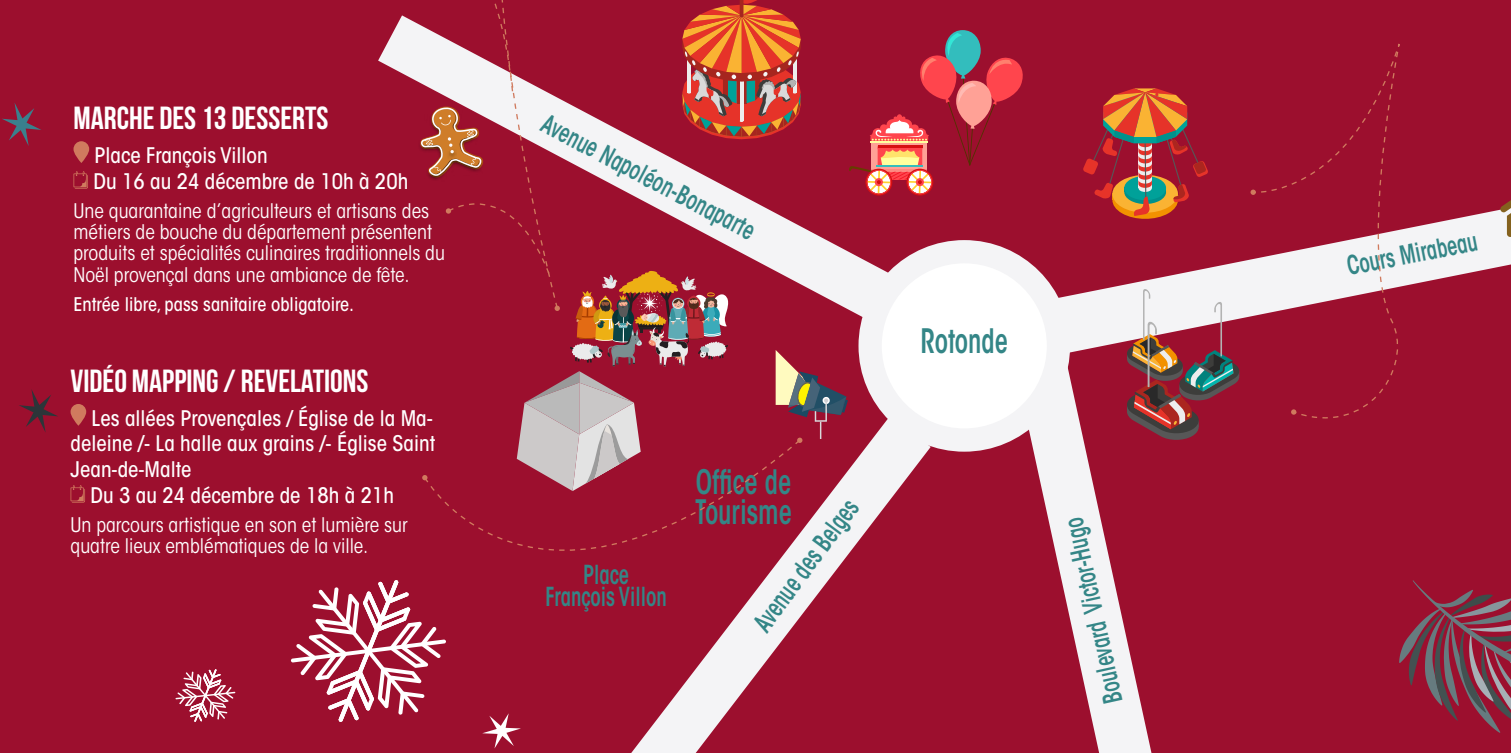 MARCHE DES 13 DESSERTS
Place François Villon
Du 16 au 24 décembre de 10h à 20h
Une quarantaine d'agriculteurs et artisans des
métiers de bouche du département présentent
produits et spécialités culinaires traditionnels du
Noël provençal dans une ambiance de fête.
Entrée libre, pass sanitaire obligatoire.
VIDÉO MAPPING / REVELATIONS
Les allées Provençales / Église de la Ma-
deleine /- La halle aux grains /- Église Saint
Jean-de-Malte
Du 3 au 24 décembre de 18h à 21h
Un parcours artistique en son et lumière sur
quatre lieux emblématiques de la ville.
Avenue Napoléon-Bonaparte
Cours Mirabeau
Rotonde
Office de
Tourisme
Place
François Villon
Avenue des Belges
Boulevard Victor-Hugo